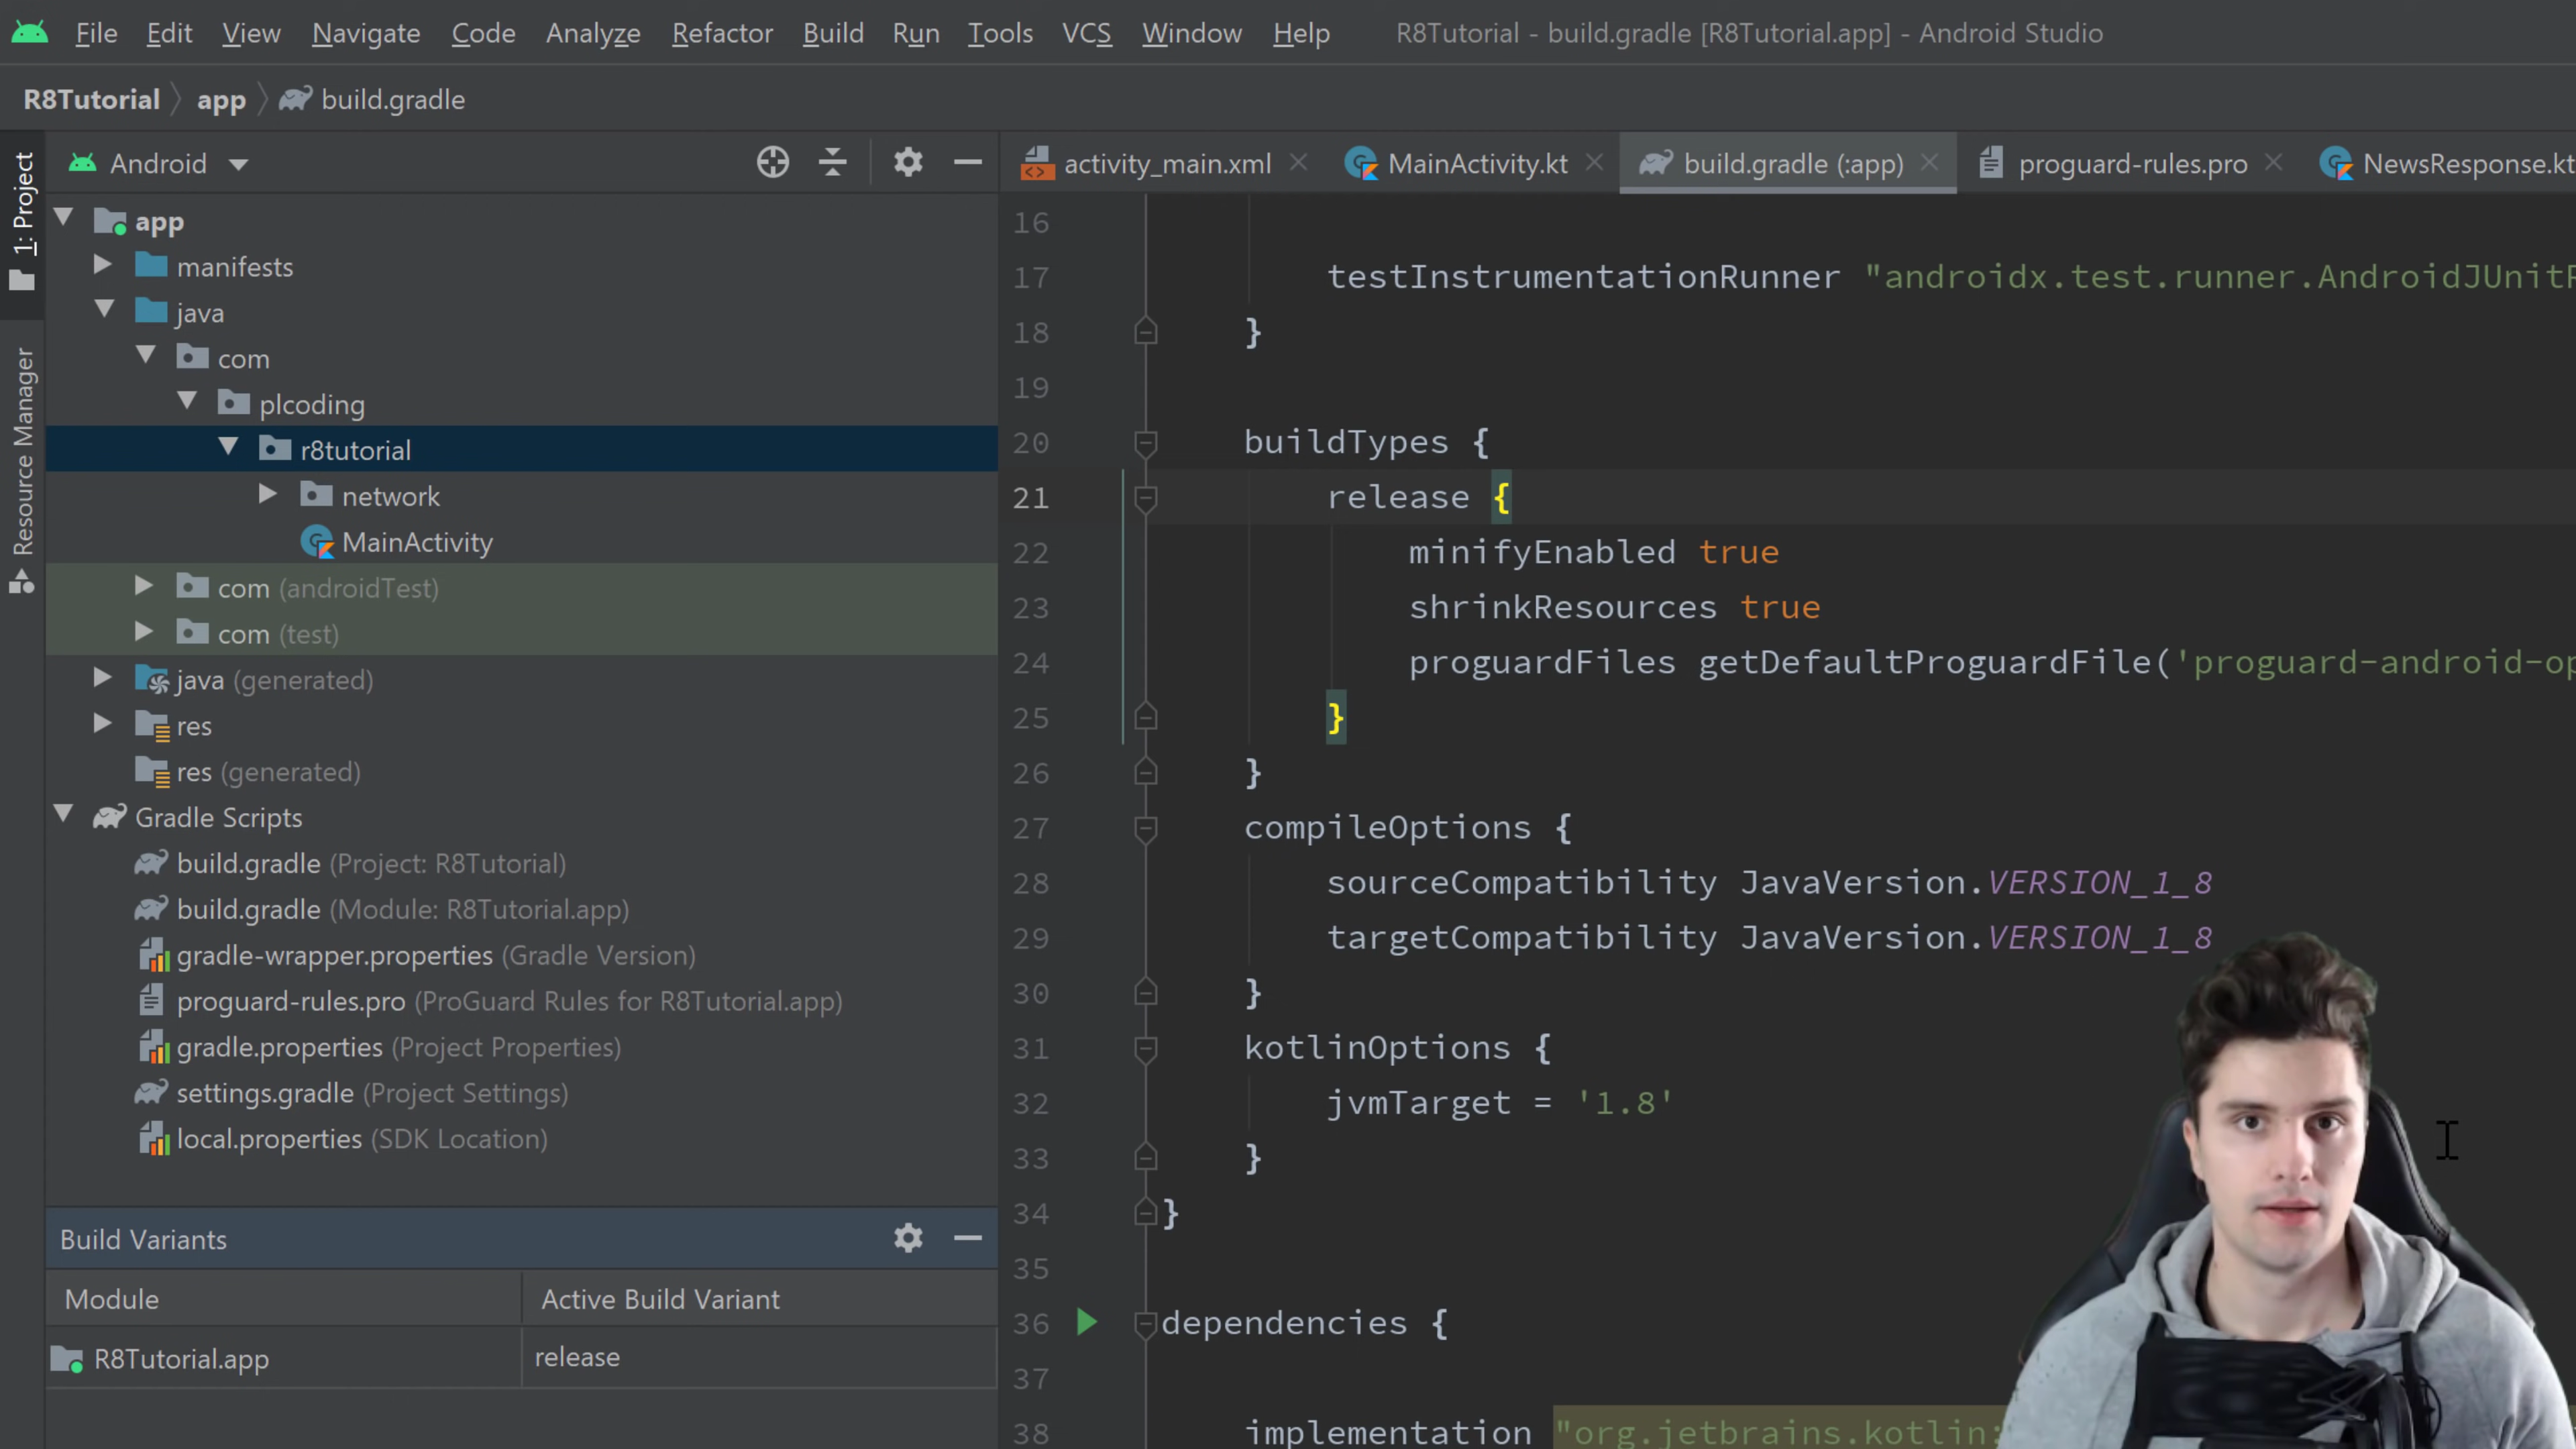 File Edit View Navigate Code Analyze Refactor Build Run Tools VCS Window Help R8Tutorial - build.gradle [R8Tutorial.app] - Android Studio
R8Tutorial app build.gradle
1: Project
Resource Manager
Android
app
manifests
java
com
plcoding
r8tutorial
network
MainActivity
com (androidTest)
com (test)
java (generated)
res
res (generated)
Gradle Scripts
build.gradle (Project: R8Tutorial)
build.gradle (Module: R8Tutorial.app)
gradle-wrapper.properties (Gradle Version)
proguard-rules.pro (ProGuard Rules for R8Tutorial.app)
gradle.properties (Project Properties)
settings.gradle (Project Settings)
local.properties (SDK Location)
Build Variants
Module Active Build Variant
R8Tutorial.app release
activity_main.xml MainActivity.kt build.gradle (:app) proguard-rules.pro NewsResponse.kt
16
17 testInstrumentationRunner "androidx.test.runner.AndroidJUnitR
18 }
19
20 buildTypes {
21 release {
22 minifyEnabled true
23 shrinkResources true
24 proguardFiles getDefaultProguardFile('proguard-android-op
25 }
26 }
27 compileOptions {
28 sourceCompatibility JavaVersion.VERSION_1_8
29 targetCompatibility JavaVersion.VERSION_1_8
30 }
31 kotlinOptions {
32 jvmTarget = '1.8'
33 }
34 }
35
36 dependencies {
37
38 implementation "org.jetbrains.kotlin: